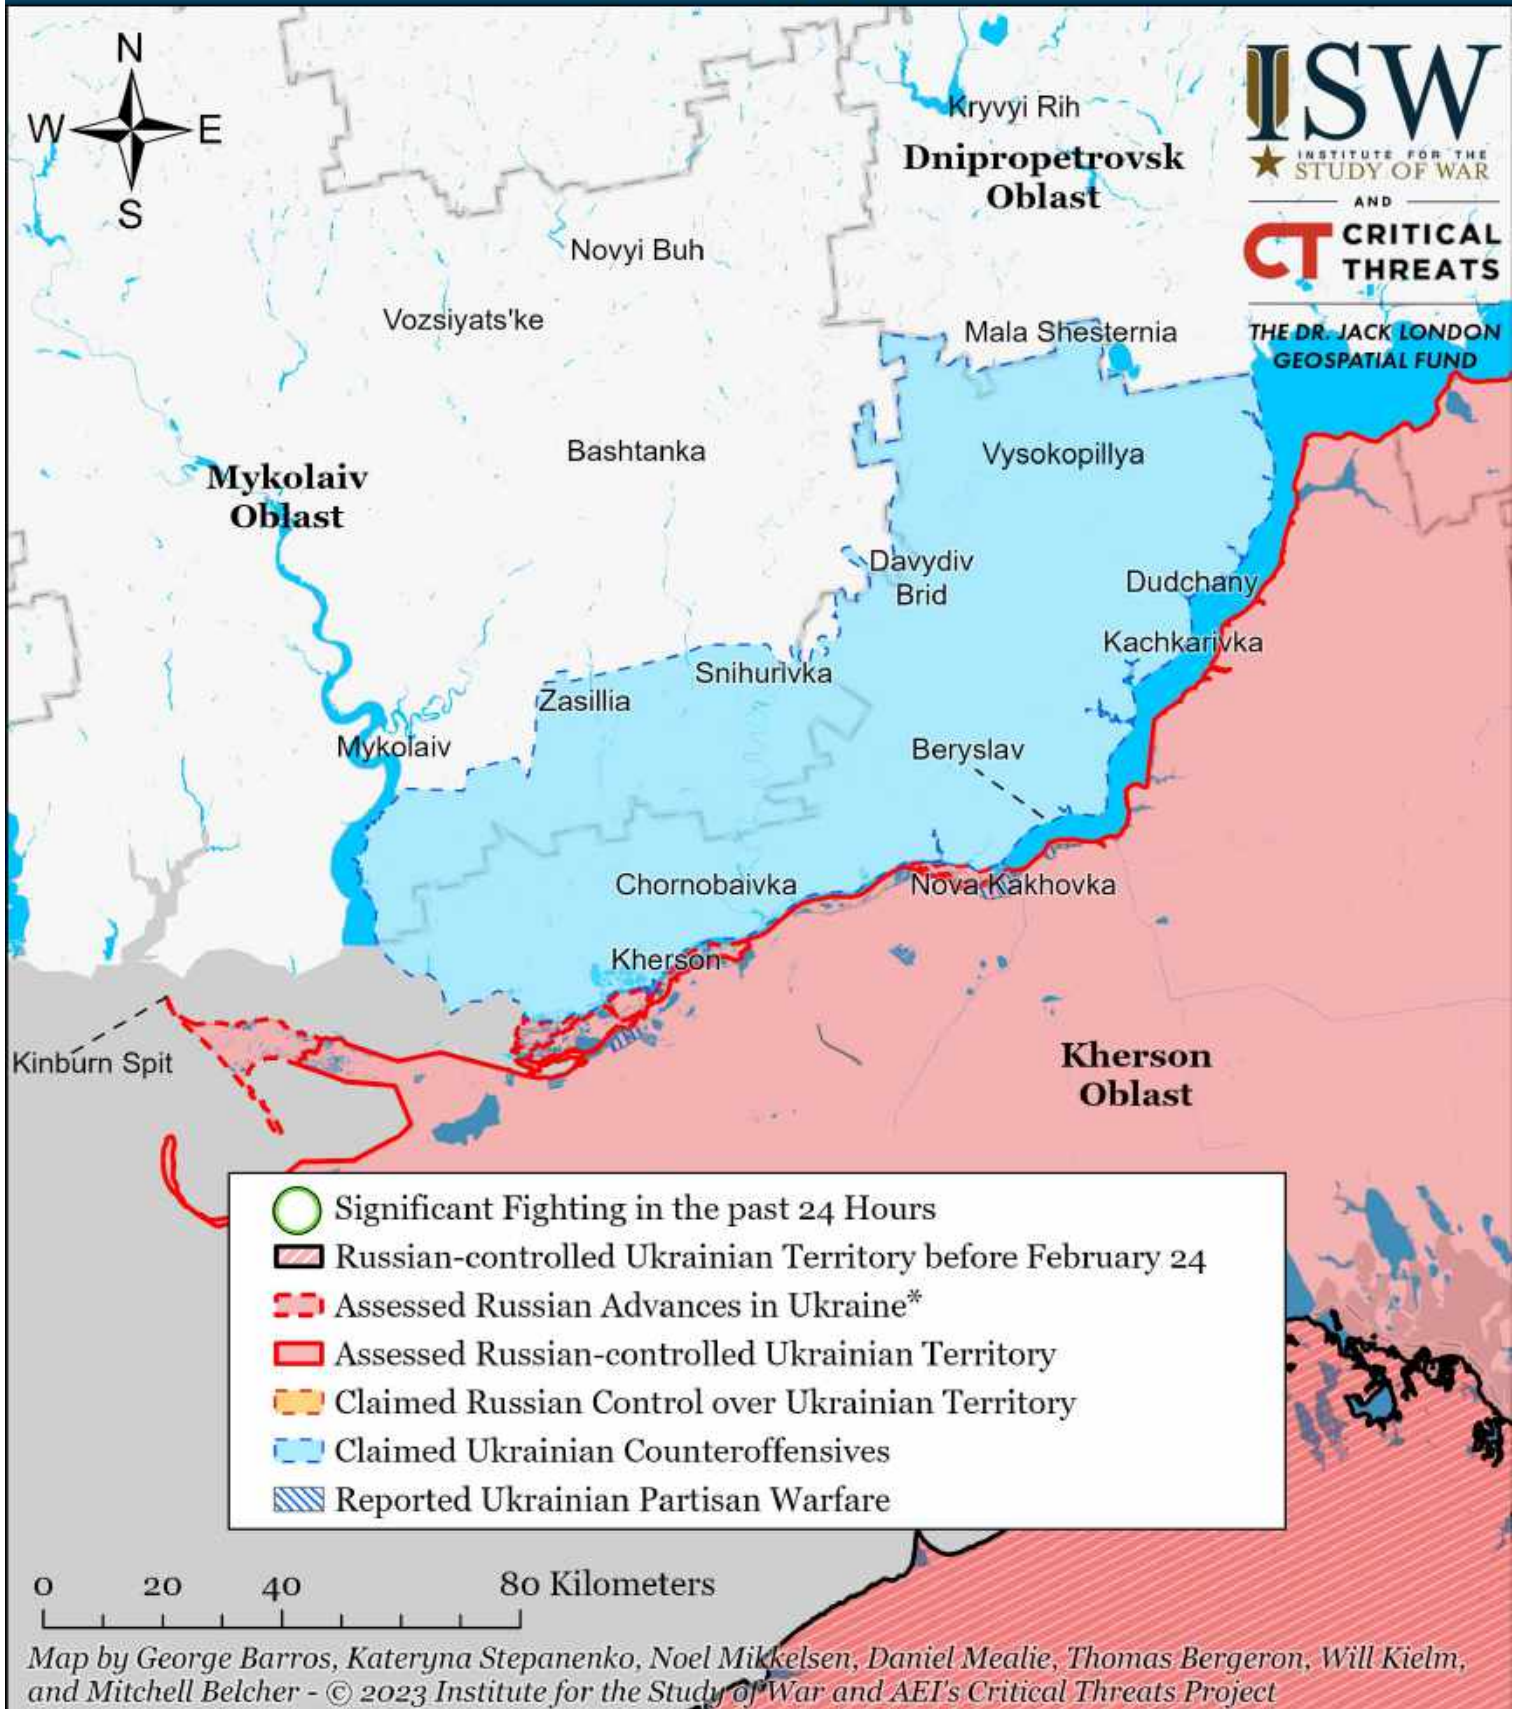 N
W E
S
ISW
INSTITUTE FOR THE
STUDY OF WAR
AND
CT CRITICAL
THREATS
THE DR. JACK LONDON
GEOSPATIAL FUND
Kryvyi Rih
Dnipropetrovsk
Oblast
Novyi Buh
Vozsiyats'ke
Mala Shesternia
Bashtanka
Vysokopillya
Mykolaiv
Oblast
Davydiv
Brid
Dudchany
Kachkarivka
Snihurivka
Zasillia
Mykolaiv
Beryslav
Chornobaivka
Nova Kakhovka
Kherson
Kinburn Spit
Kherson
Oblast
Significant Fighting in the past 24 Hours
Russian-controlled Ukrainian Territory before February 24
Assessed Russian Advances in Ukraine*
Assessed Russian-controlled Ukrainian Territory
Claimed Russian Control over Ukrainian Territory
Claimed Ukrainian Counteroffensives
Reported Ukrainian Partisan Warfare
0 20 40 80 Kilometers
Map by George Barros, Kateryna Stepanenko, Noel Mikkelsen, Daniel Mealie, Thomas Bergeron, Will Kielm,
and Mitchell Belcher - © 2023 Institute for the Study of War and AEI's Critical Threats Project